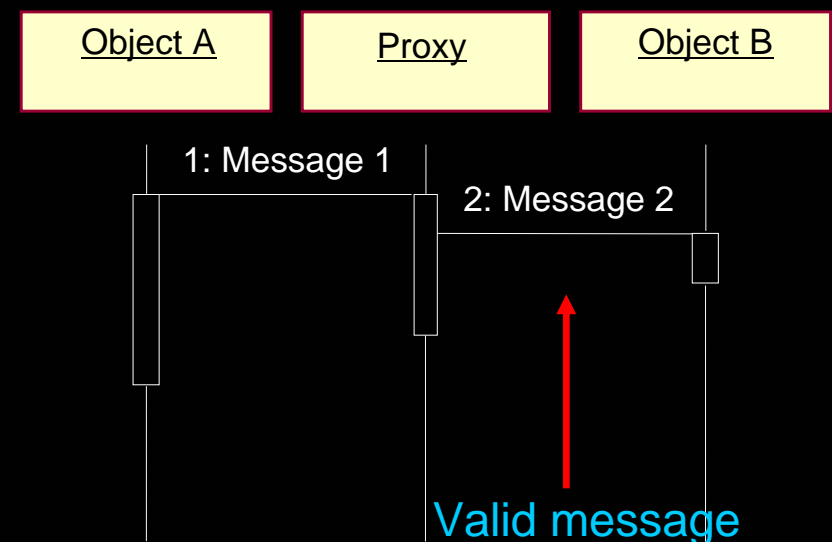 Object A
Proxy
Object B
1: Message 1
2: Message 2
Valid message